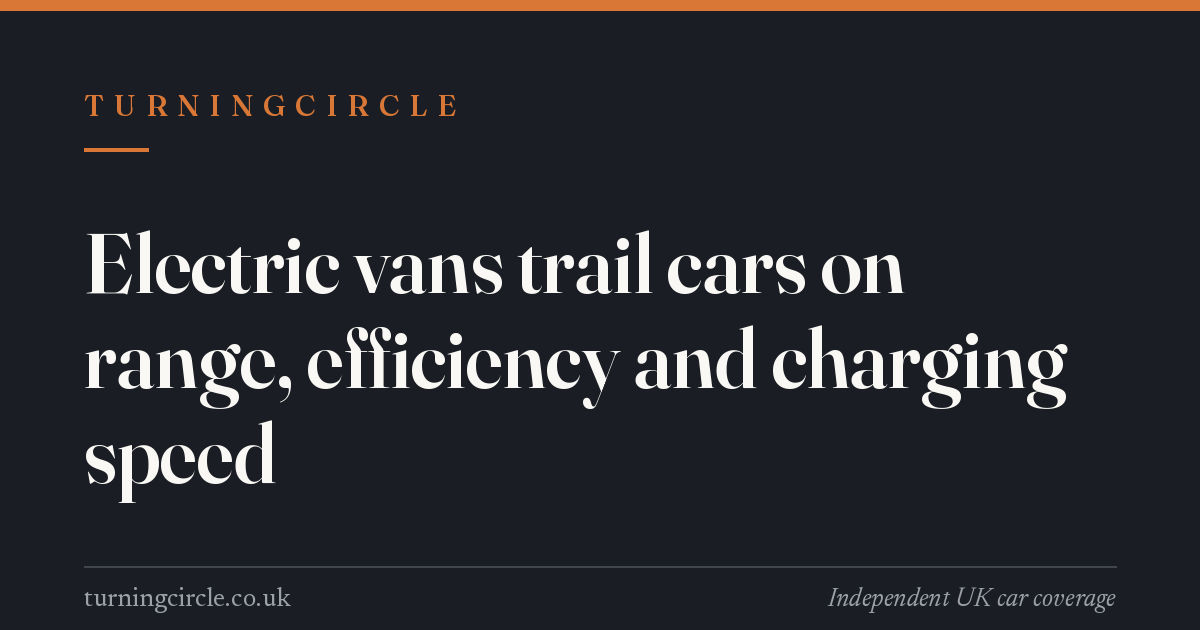 TURNINGCIRCLE
Electric vans trail cars on
range, efficiency and charging
speed
turningcircle.co.uk
Independent UK car coverage